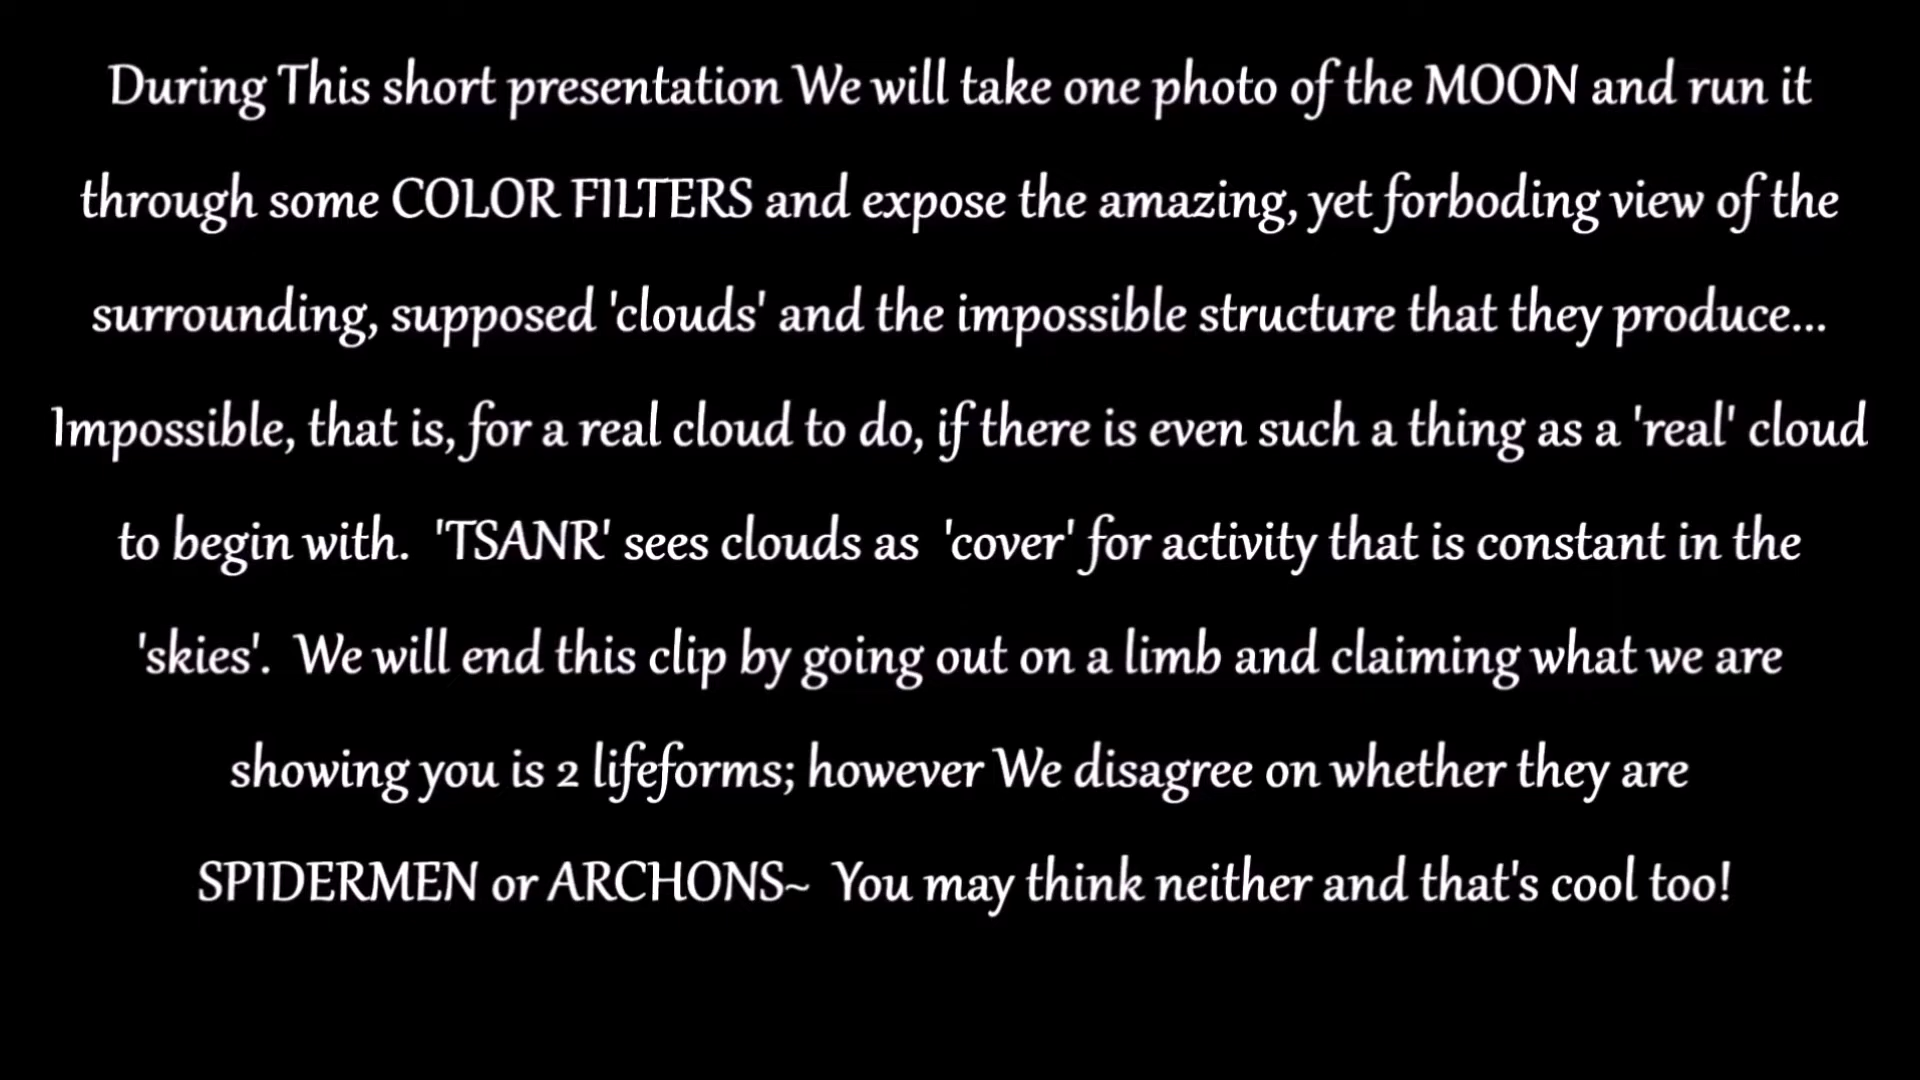 During This short presentation We will take one photo of the MOON and run it
through some COLOR FILTERS and expose the amazing, yet forboding view of the
surrounding, supposed 'clouds' and the impossible structure that they produce...
Impossible, that is, for a real cloud to do, if there is even such a thing as a 'real' cloud
to begin with.  'TSANR' sees clouds as  'cover' for activity that is constant in the
'skies'.  We will end this clip by going out on a limb and claiming what we are
showing you is 2 lifeforms; however We disagree on whether they are
SPIDERMEN or ARCHONS~  You may think neither and that's cool too!